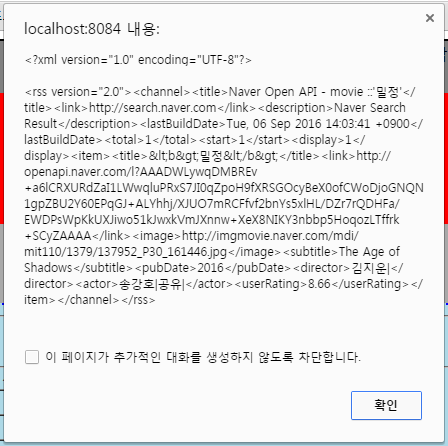 localhost:8084 내용:
<?xml version="1.0" encoding="UTF-8"?>
<rss version="2.0"><channel><title>Naver Open API - movie ::'밀정'</
title><link>http://search.naver.com</link><description>Naver Search
Result</description><lastBuildDate>Tue, 06 Sep 2016 14:03:41 +0900</
lastBuildDate><total>1</total><start>1</start><display>1</
display><item><title>&lt;b&gt;밀정&lt;/b&gt;</title><link>http://
openapi.naver.com/l?AAADWLywqDMBREv
+a6lCRXURdZaI1LWwqluPRxS7JI0qZpoH9fXRSGOcyBeX0ofCWoDjoGNQN
1gpZBU2Y60EPqGJ+ALYhhj/XJUO7mRCFfvf2bnYs5xlHL/DZr7rQDHFa/
EWDPsWpKkUXJiwo51kJwxkVmJXnnw+XeX8NIKY3nbbp5HoqozLTffrk
+SCyZAAAA</link><image>http://imgmovie.naver.com/mdi/
mit110/1379/137952_P30_161446.jpg</image><subtitle>The Age of
Shadows</subtitle><pubDate>2016</pubDate><director>김지운|</
director><actor>송강호|공유|</actor><userRating>8.66</userRating></
item></channel></rss>
이 페이지가 추가적인 대화를 생성하지 않도록 차단합니다.
확인